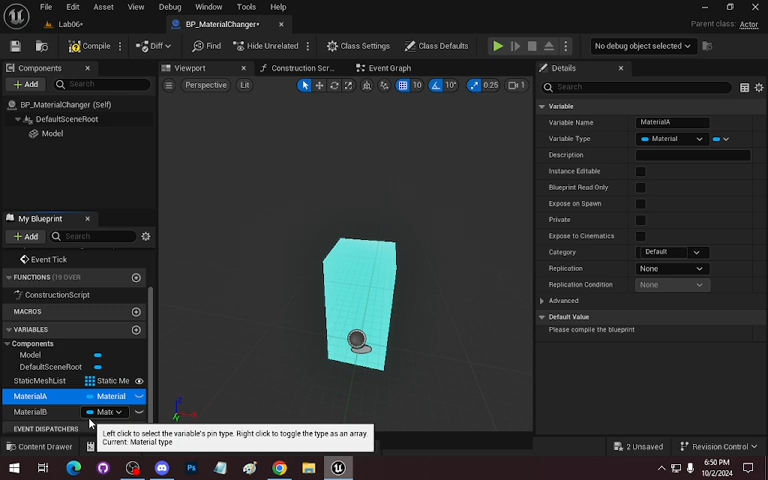 File Edit Asset View Debug Window Tools Help
Lab06* BP_MaterialChanger* Parent class: Actor
Compile Diff Find Hide Unrelated Class Settings Class Defaults No debug object selected
Components Viewport Construction Scr... Event Graph Details
Add Search Perspective Lit 10 10° 0.25 1 Search
BP_MaterialChanger (Self) Variable
DefaultSceneRoot Variable Name MaterialA
Model Variable Type Material
Description
Instance Editable
Blueprint Read Only
Expose on Spawn
Private
My Blueprint
Add Search Expose to Cinematics
Category Default
Event Tick Replication None
FUNCTIONS (19 OVER Replication Condition None
ConstructionScript Advanced
MACROS Default Value
VARIABLES Please compile the blueprint
Components
Model
DefaultSceneRoot
StaticMeshList Static Me
MaterialA Material
MaterialB Mate
EVENT DISPATCHERS
Left click to select the variable's pin type. Right click to toggle the type as an array.
Current: Material type
Content Drawer 2 Unsaved Revision Control
6:50 PM
10/2/2024